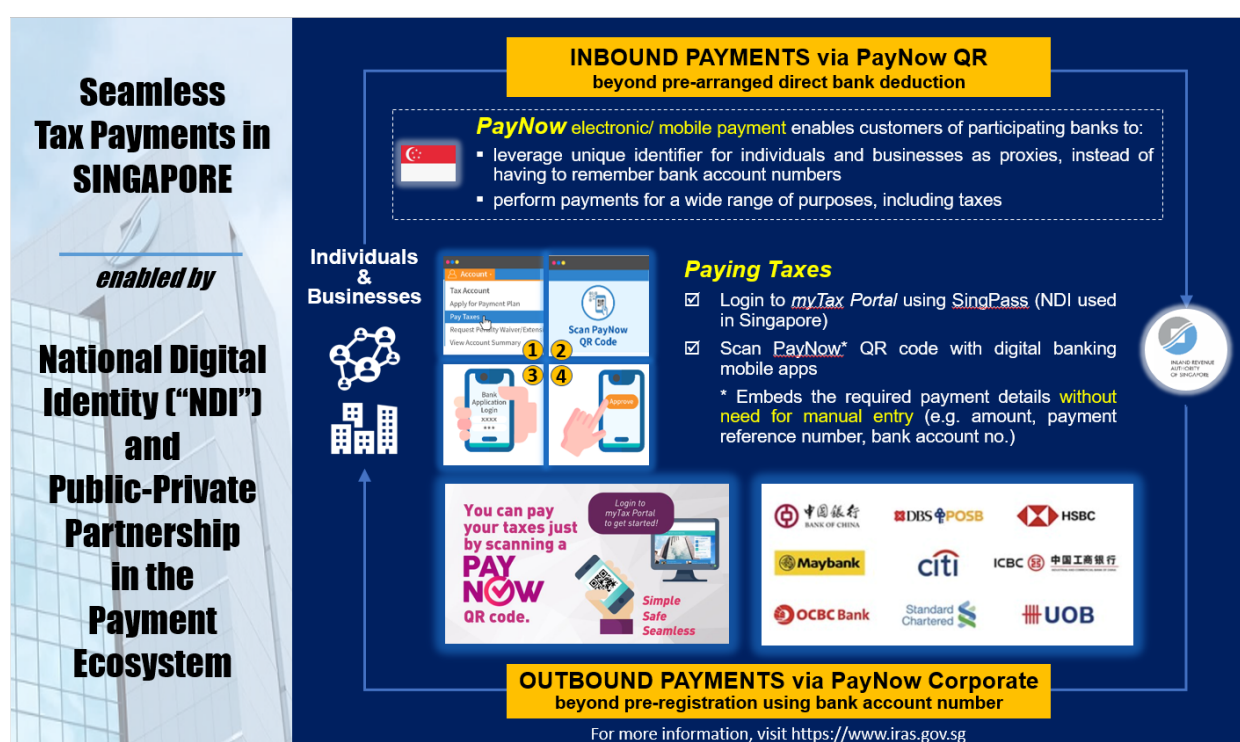 Seamless
Tax Payments in
SINGAPORE
enabled by
National Digital
Identity (“NDI”)
and
Public-Private
Partnership
in the
Payment
Ecosystem
INBOUND PAYMENTS via PayNow QR
beyond pre-arranged direct bank deduction
PayNow electronic/ mobile payment enables customers of participating banks to:
▪ leverage unique identifier for individuals and businesses as proxies, instead of
having to remember bank account numbers
▪ perform payments for a wide range of purposes, including taxes
Individuals
&
Businesses
Account
Tax Account
Apply for Payment Plan
Pay Taxes
Request Penalty Waiver/Extensi
View Account Summary
1
Scan PayNow
QR Code
2
3
Bank
Application
Login
xxxx
***
4
Approve
Paying Taxes
☑ Login to myTax Portal using SingPass (NDI used
in Singapore)
☑ Scan PayNow* QR code with digital banking
mobile apps
* Embeds the required payment details without
need for manual entry (e.g. amount, payment
reference number, bank account no.)
INLAND REVENUE
AUTHORITY
OF SINGAPORE
You can pay
your taxes just
by scanning a
PAY
NOW
QR code.
Login to
myTax Portal
to get started!
Simple
Safe
Seamless
中国银行
BANK OF CHINA
DBS POSB
HSBC
Maybank
citi
ICBC 中国工商银行
OCBC Bank
Standard
Chartered
UOB
OUTBOUND PAYMENTS via PayNow Corporate
beyond pre-registration using bank account number
For more information, visit https://www.iras.gov.sg